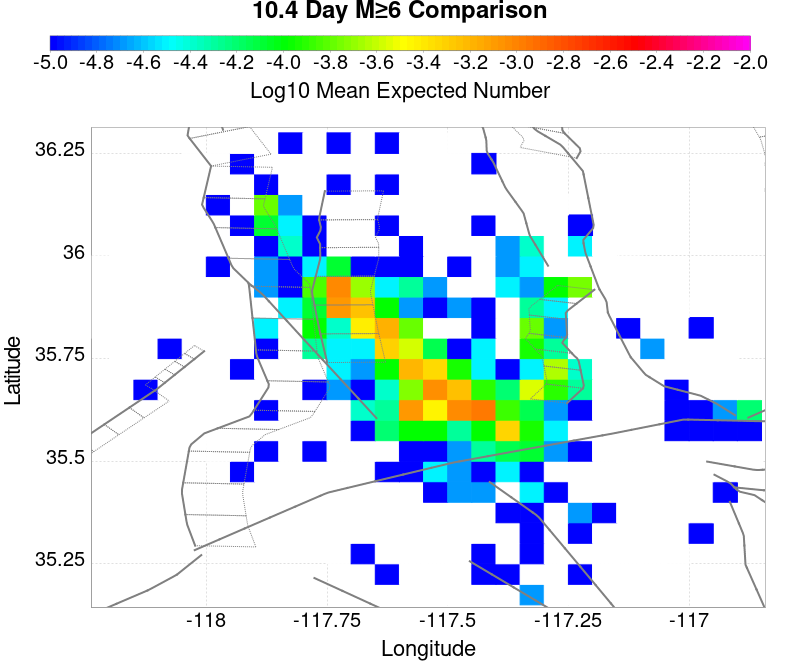 10.4 Day M≥6 Comparison
-5.0 -4.8 -4.6 -4.4 -4.2 -4.0 -3.8 -3.6 -3.4 -3.2 -3.0 -2.8 -2.6 -2.4 -2.2 -2.0
Log10 Mean Expected Number
36.25
36
35.75
35.5
35.25
Latitude
-118 -117.75 -117.5 -117.25 -117
Longitude